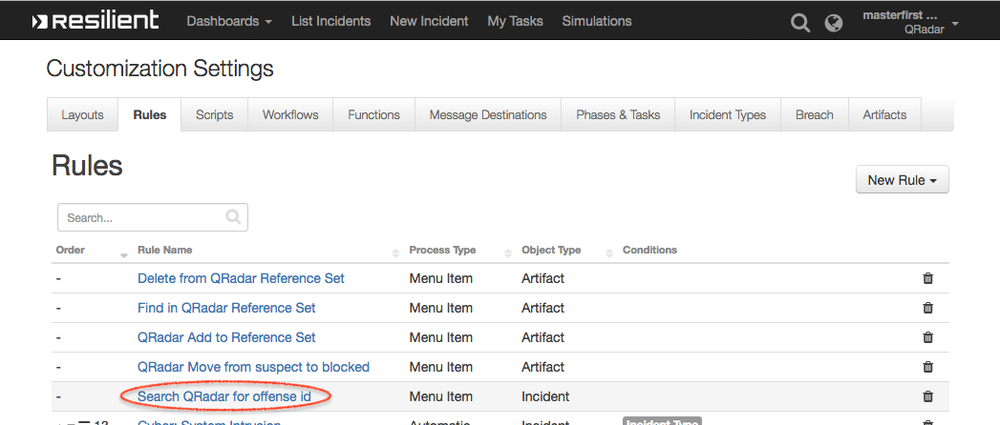 RESILIENT Dashboards List Incidents New Incident My Tasks Simulations masterfirst ...
QRadar
Customization Settings
Layouts Rules Scripts Workflows Functions Message Destinations Phases & Tasks Incident Types Breach Artifacts
Rules
New Rule
Search...
Order Rule Name Process Type Object Type Conditions
- Delete from QRadar Reference Set Menu Item Artifact
- Find in QRadar Reference Set Menu Item Artifact
- QRadar Add to Reference Set Menu Item Artifact
- QRadar Move from suspect to blocked Menu Item Artifact
- Search QRadar for offense id Menu Item Incident
13 Cyber: System Intrusion Automatic Incident Incident Type